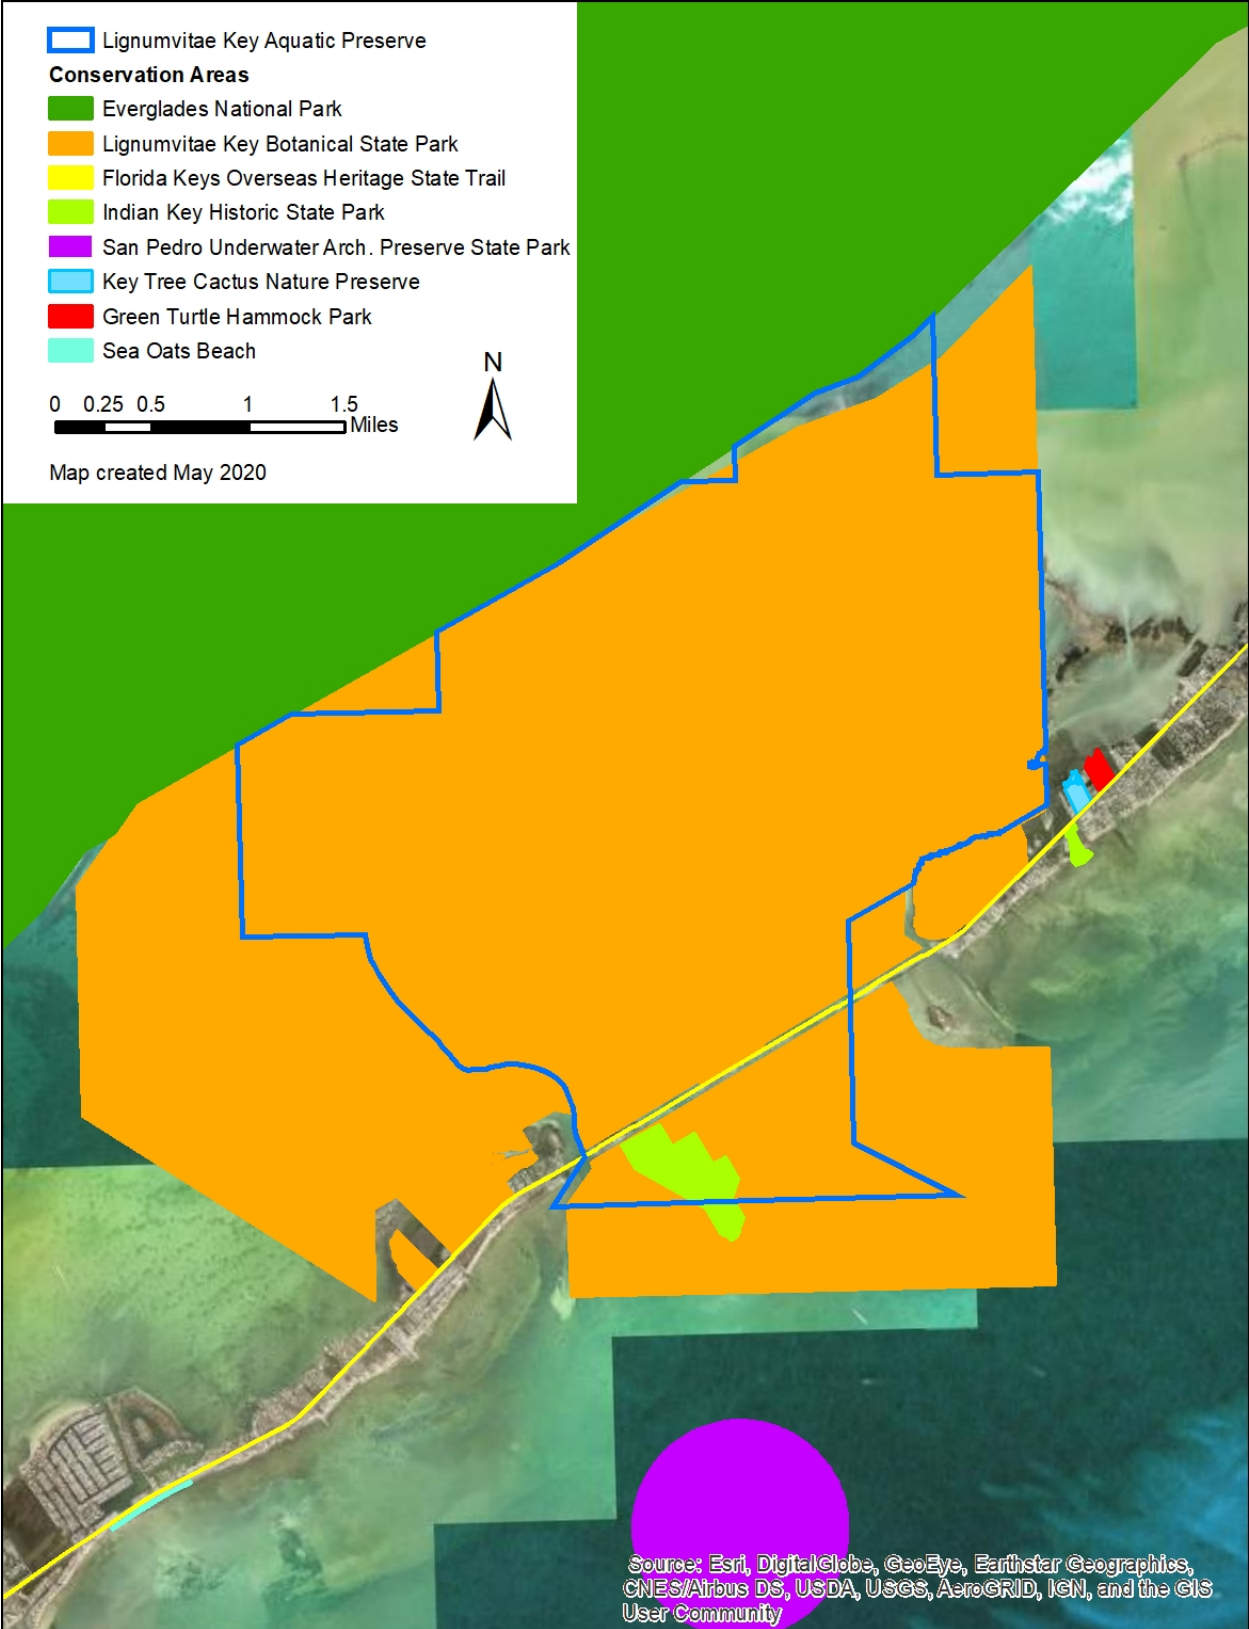 Lignumvitae Key Aquatic Preserve
Conservation Areas
Everglades National Park
Lignumvitae Key Botanical State Park
Florida Keys Overseas Heritage State Trail
Indian Key Historic State Park
San Pedro Underwater Arch. Preserve State Park
Key Tree Cactus Nature Preserve
Green Turtle Hammock Park
Sea Oats Beach
N
0 0.25 0.5 1 1.5
Miles
Map created May 2020
Source: Esri, DigitalGlobe, GeoEye, Earthstar Geographics,
CNES/Airbus DS, USDA, USGS, AeroGRID, IGN, and the GIS
User Community